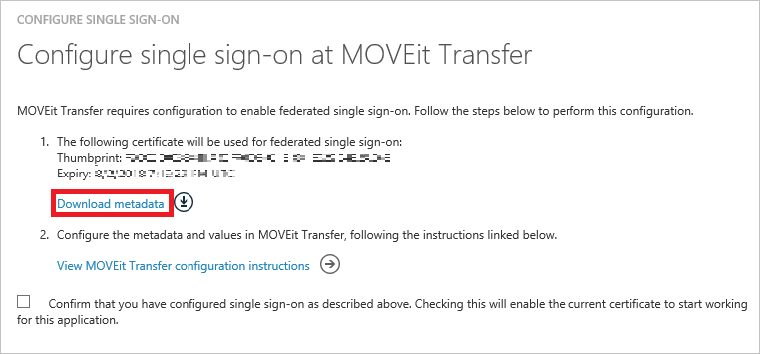 CONFIGURE SINGLE SIGN-ON
Configure single sign-on at MOVEit Transfer
MOVEit Transfer requires configuration to enable federated single sign-on. Follow the steps below to perform this configuration.
1. The following certificate will be used for federated single sign-on:
Thumbprint:
Expiry:
Download metadata
2. Configure the metadata and values in MOVEit Transfer, following the instructions linked below.
View MOVEit Transfer configuration instructions
Confirm that you have configured single sign-on as described above. Checking this will enable the current certificate to start working
for this application.